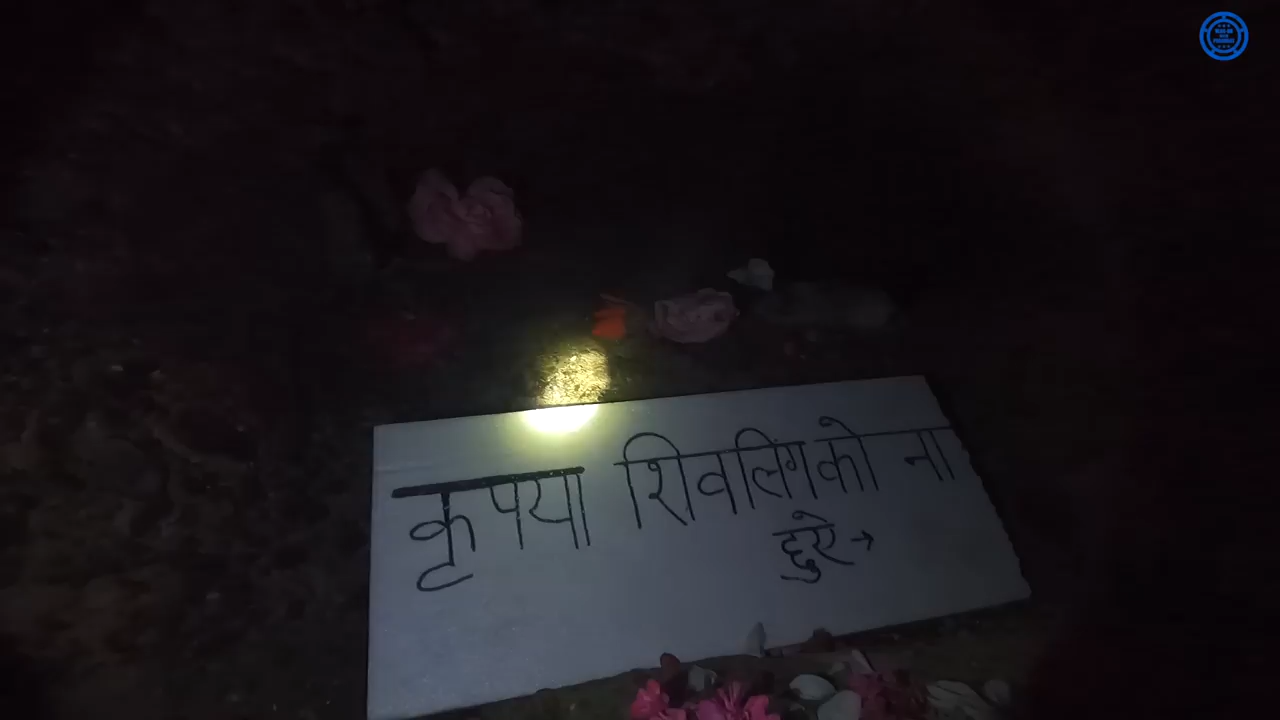 कृपया शिवलिंग को ना
छुऐ →